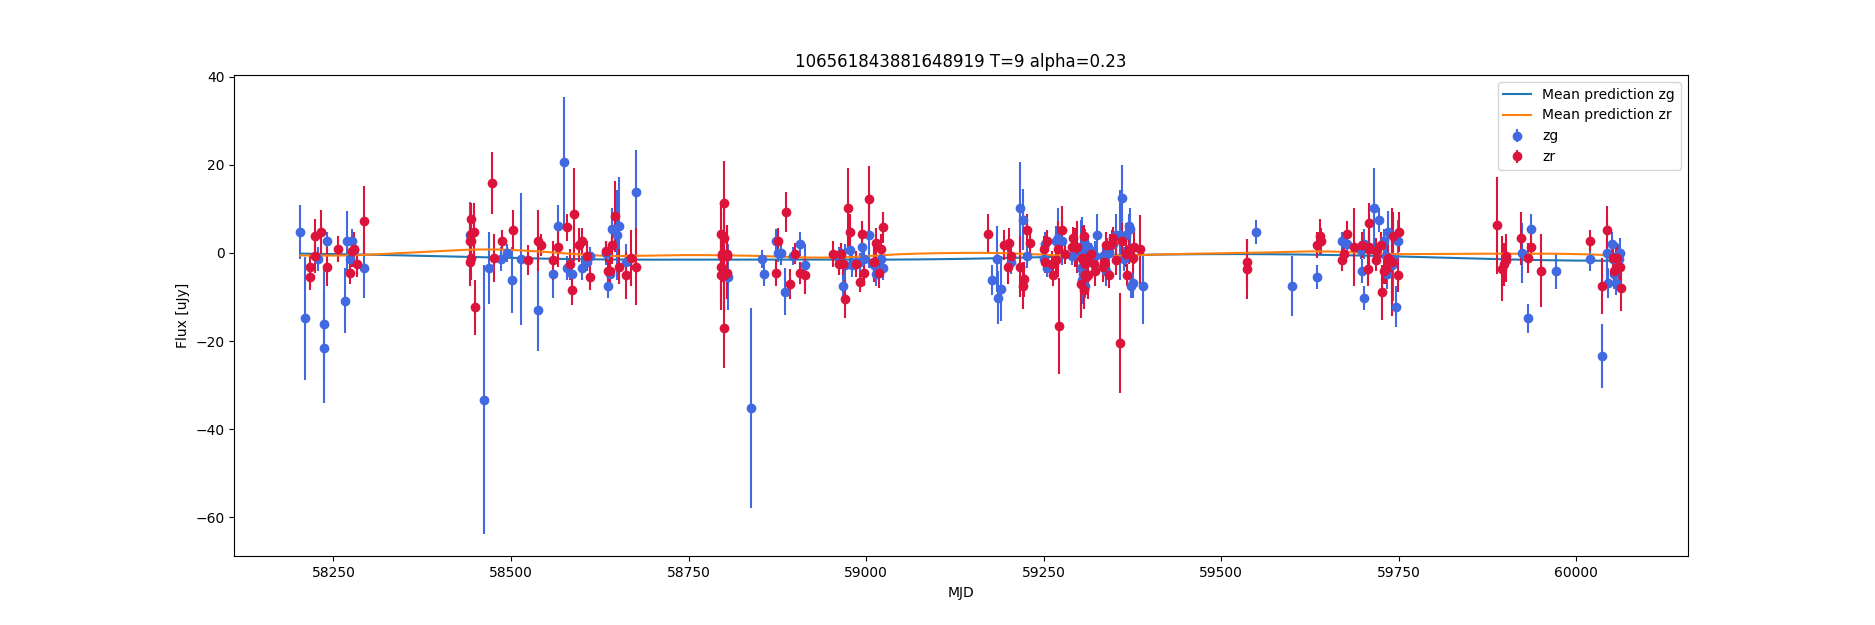 106561843881648919 T=9 alpha=0.23
Mean prediction zg
Mean prediction zr
zg
zr
40
20
0
−20
−40
−60
Flux [uJy]
58250 58500 58750 59000 59250 59500 59750 60000
MJD